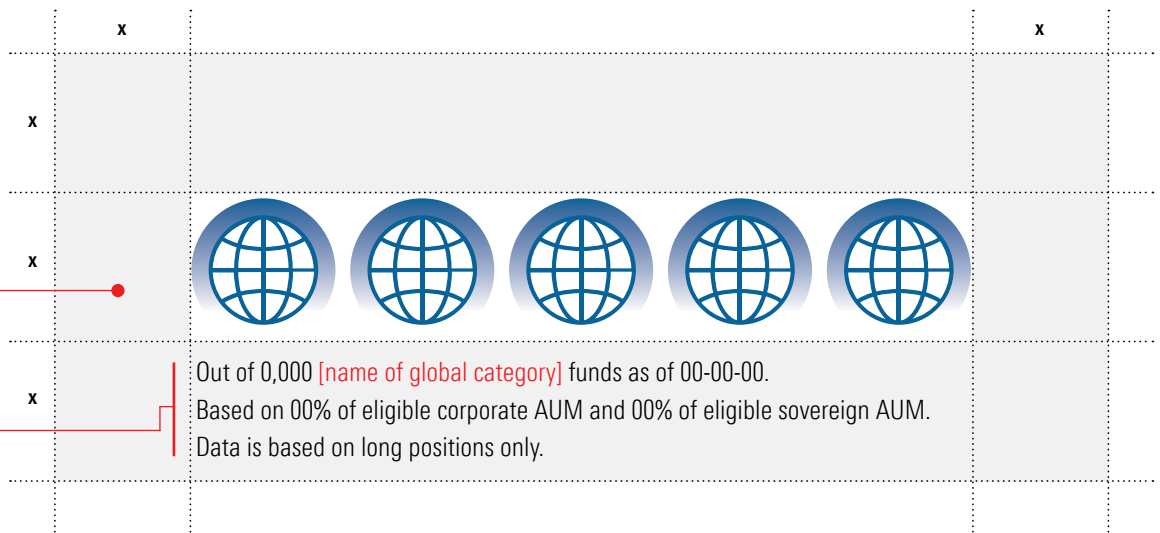 x x
x
x
x
Out of 0,000 [name of global category] funds as of 00-00-00.
Based on 00% of eligible corporate AUM and 00% of eligible sovereign AUM.
Data is based on long positions only.